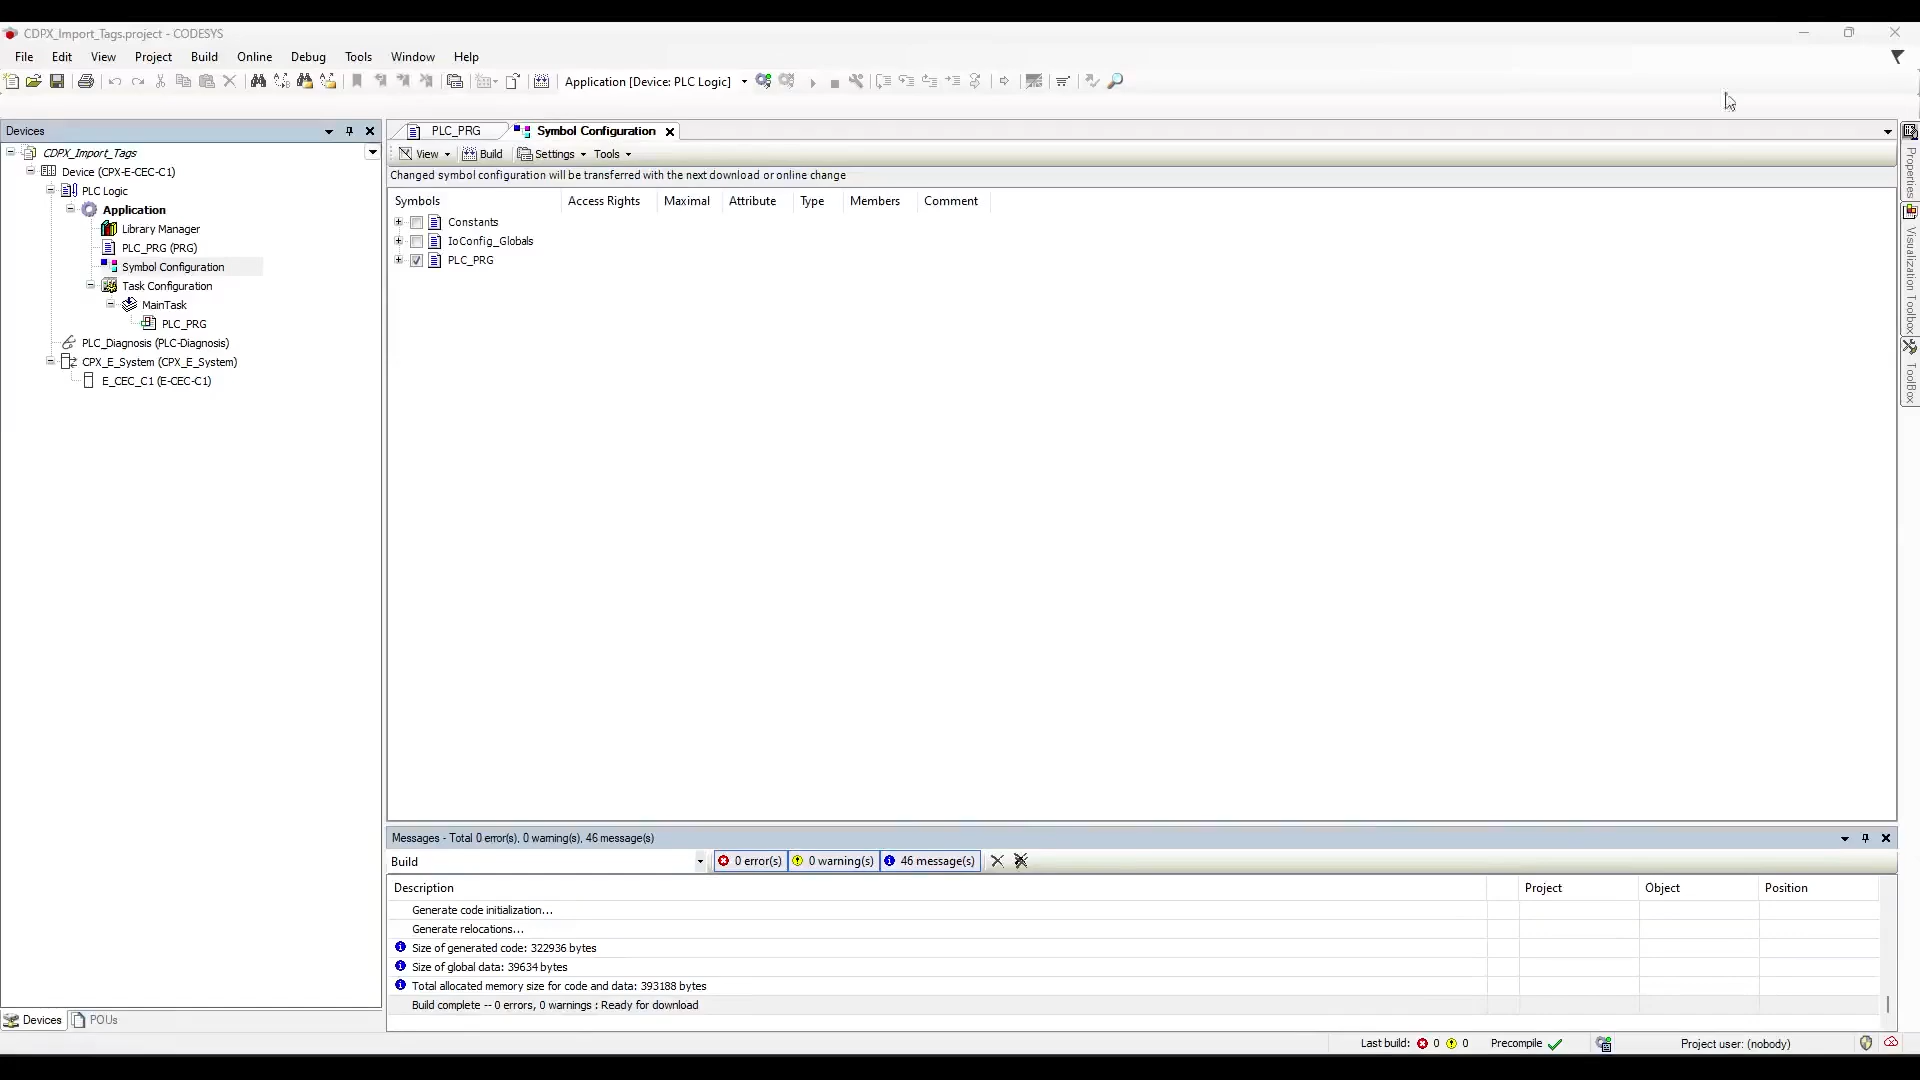 CDPX_Import_Tags.project - CODESYS
File Edit View Project Build Online Debug Tools Window Help
Application [Device: PLC Logic]
Devices
CDPX_Import_Tags
Device (CPX-E-CEC-C1)
PLC Logic
Application
Library Manager
PLC_PRG (PRG)
Symbol Configuration
Task Configuration
MainTask
PLC_PRG
PLC_Diagnosis (PLC-Diagnosis)
CPX_E_System (CPX_E_System)
E_CEC_C1 (E-CEC-C1)
Devices POUs
PLC_PRG Symbol Configuration
View Build Settings Tools
Changed symbol configuration will be transferred with the next download or online change
Symbols Access Rights Maximal Attribute Type Members Comment
Constants
IoConfig_Globals
PLC_PRG
Properties
Visualization Toolbox
ToolBox
Messages - Total 0 error(s), 0 warning(s), 46 message(s)
Build 0 error(s) 0 warning(s) 46 message(s)
Description Project Object Position
Generate code initialization...
Generate relocations...
Size of generated code: 322936 bytes
Size of global data: 39634 bytes
Total allocated memory size for code and data: 393188 bytes
Build complete -- 0 errors, 0 warnings : Ready for download
Last build: 0 0 Precompile Project user: (nobody)